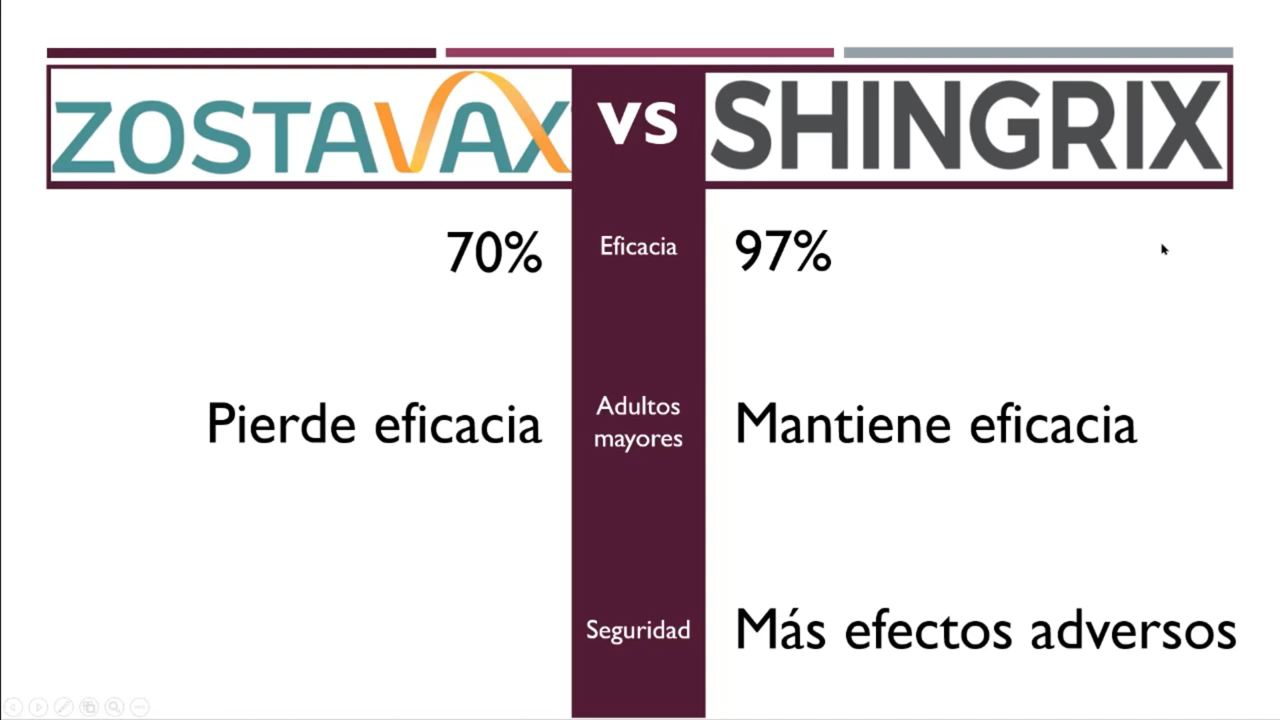 ZOSTAVAX VS SHINGRIX
70% Eficacia 97%
Pierde eficacia Adultos mayores Mantiene eficacia
Seguridad Más efectos adversos